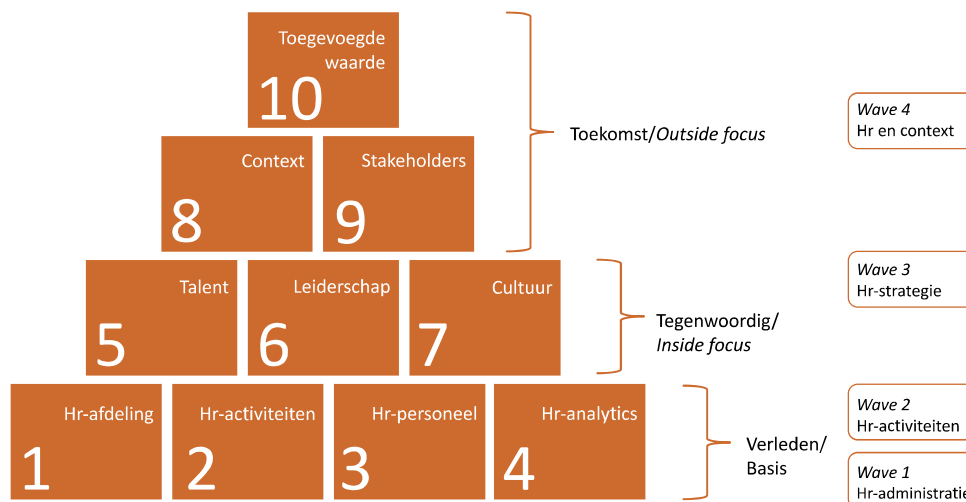 Toegevoegde
waarde
10
Toekomst/Outside focus
Wave 4
Hr en context
Context
8
Stakeholders
9
Talent
5
Leiderschap
6
Cultuur
7
Tegenwoordig/
Inside focus
Wave 3
Hr-strategie
Hr-afdeling
1
Hr-activiteiten
2
Hr-personeel
3
Hr-analytics
4
Verleden/
Basis
Wave 2
Hr-activiteiten
Wave 1
Hr-administratie